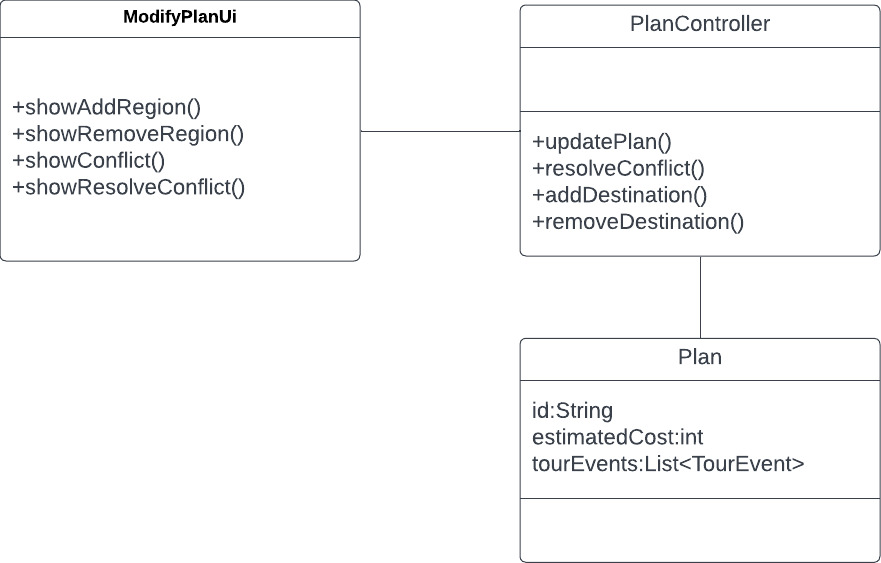 ModifyPlanUi
+showAddRegion()
+showRemoveRegion()
+showConflict()
+showResolveConflict()
PlanController
+updatePlan()
+resolveConflict()
+addDestination()
+removeDestination()
Plan
id:String
estimatedCost:int
tourEvents:List<TourEvent>